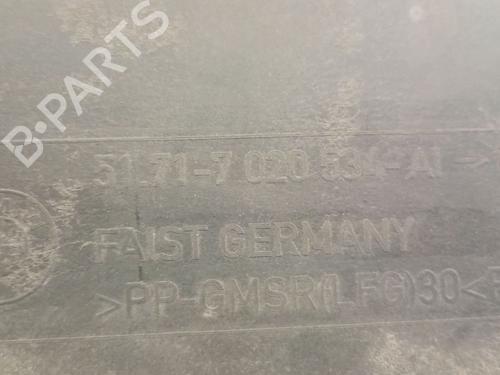 B-PARTS
51.71-7 020 534-AI
FAIST GERMANY
>PP-GMSR(LFG)30<